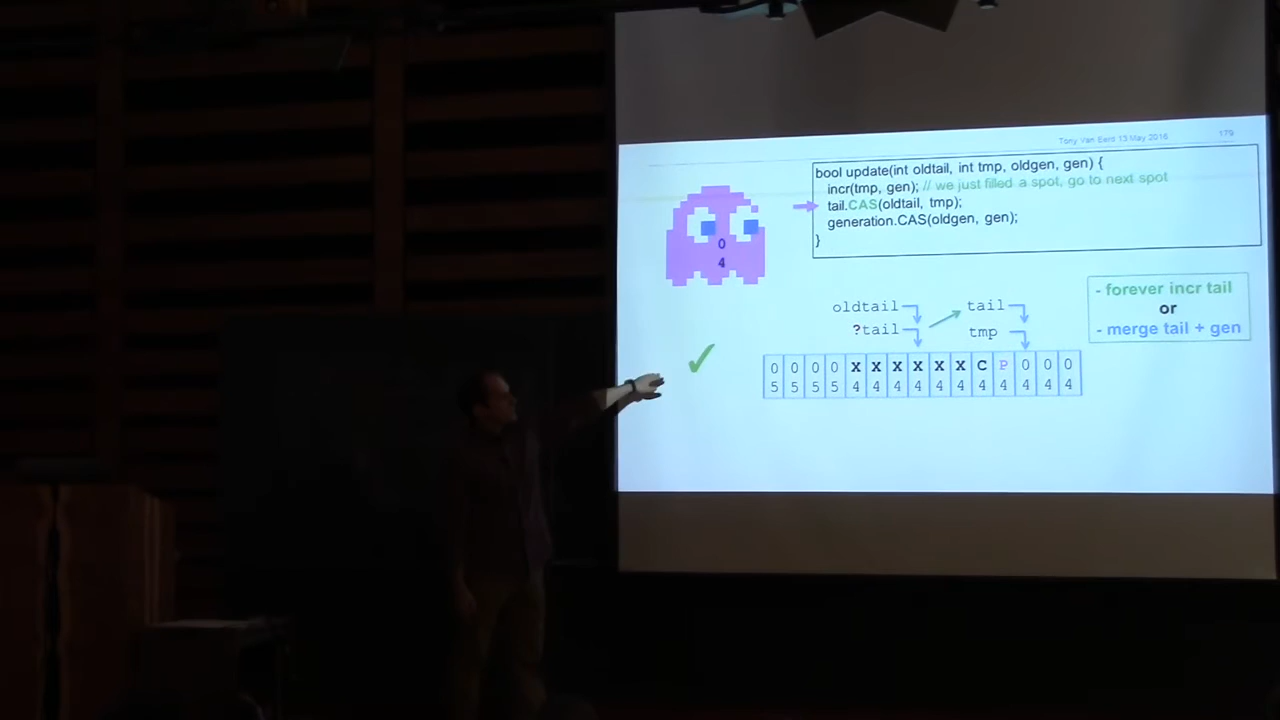 Tony Van Eerd 13 May 2016 179
bool update(int oldtail, int tmp, oldgen, gen) {
incr(tmp, gen); // we just filled a spot, go to next spot
tail.CAS(oldtail, tmp);
generation.CAS(oldgen, gen);
}
0
4
- forever incr tail
or
- merge tail + gen
oldtail tail
?tail tmp
0 0 0 0 X X X X X X C P 0 0 0
5 5 5 5 4 4 4 4 4 4 4 4 4 4 4